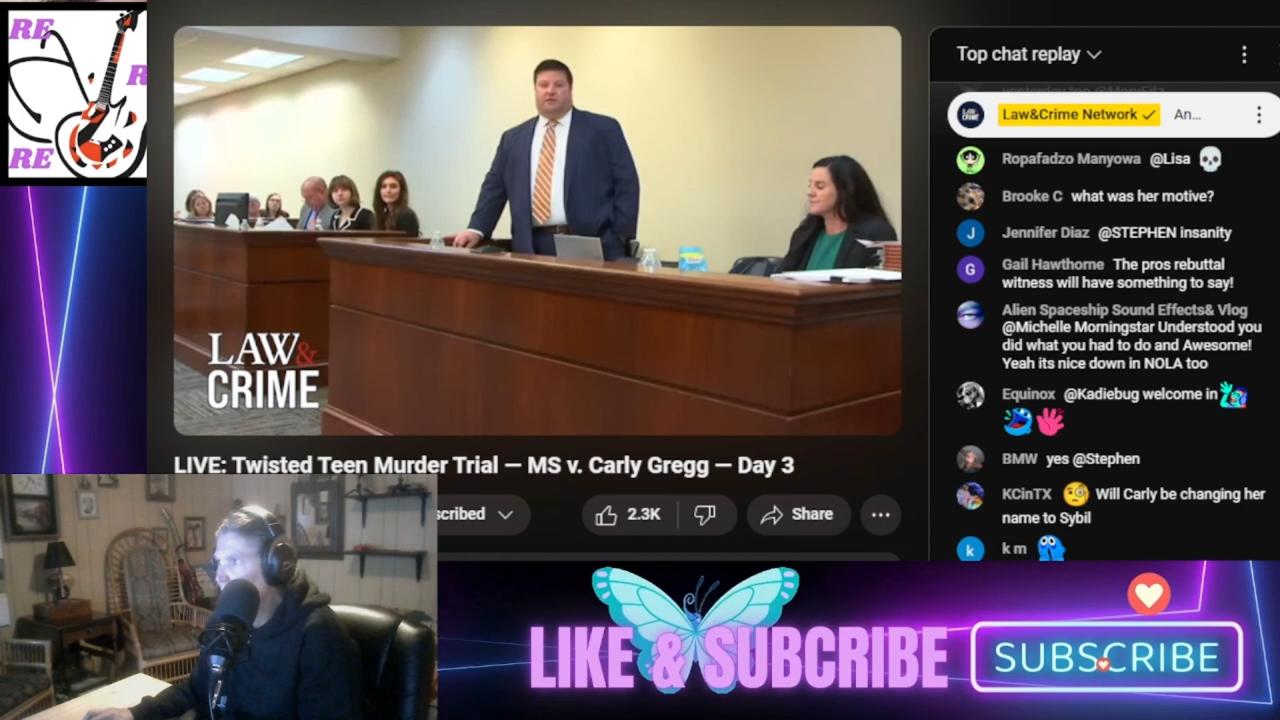 RE
R
RE
LAW&
CRIME
LIVE: Twisted Teen Murder Trial — MS v. Carly Gregg — Day 3
scribed
2.3K
Share
Top chat replay
yesterday too @MaryFitz
Law&Crime Network
An...
Ropafadzo Manyowa @Lisa
Brooke C what was her motive?
Jennifer Diaz @STEPHEN insanity
Gail Hawthorne The pros rebuttal
witness will have something to say!
Alien Spaceship Sound Effects& Vlog
@Michelle Morningstar Understood you
did what you had to do and Awesome!
Yeah its nice down in NOLA too
Equinox @Kadiebug welcome in
BMW yes @Stephen
KCinTX Will Carly be changing her
name to Sybil
k m
LIKE & SUBCRIBE
SUBSCRIBE